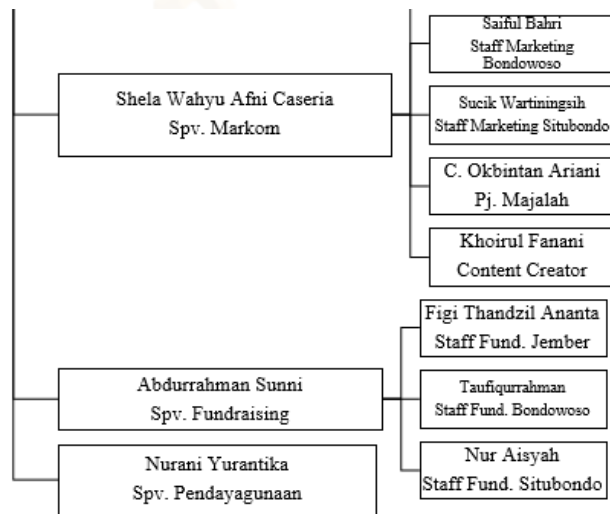 Saiful Bahri
Staff Marketing
Bondowoso
Shela Wahyu Afni Caseria
Spv. Markom
Sucik Wartiningsih
Staff Marketing Situbondo
C. Okbintan Ariani
Pj. Majalah
Khoirul Fanani
Content Creator
Figi Thandzil Ananta
Staff Fund. Jember
Abdurrahman Sunni
Spv. Fundraising
Taufiqurrahman
Staff Fund. Bondowoso
Nur Aisyah
Staff Fund. Situbondo
Nurani Yurantika
Spv. Pendayagunaan